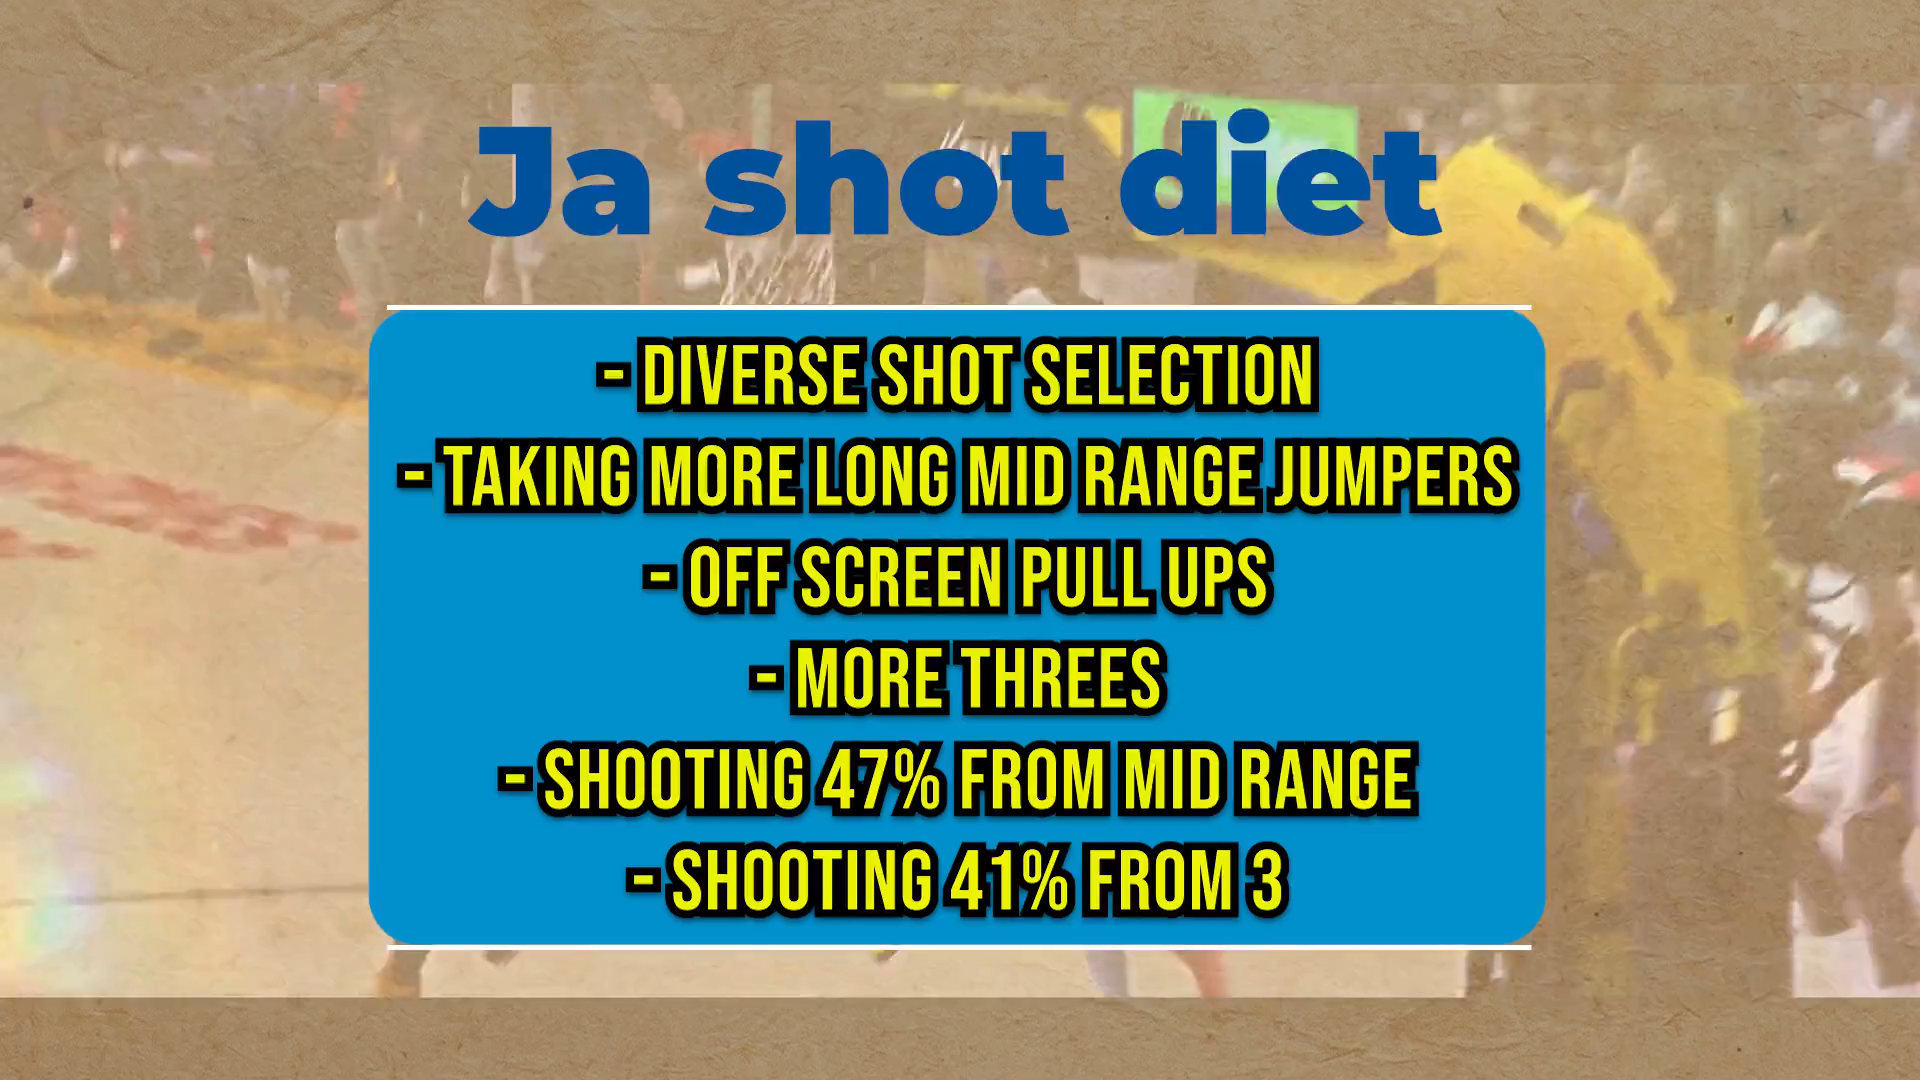 Ja shot diet
- DIVERSE SHOT SELECTION
- TAKING MORE LONG MID RANGE JUMPERS
- OFF SCREEN PULL UPS
- MORE THREES
- SHOOTING 47% FROM MID RANGE
- SHOOTING 41% FROM 3